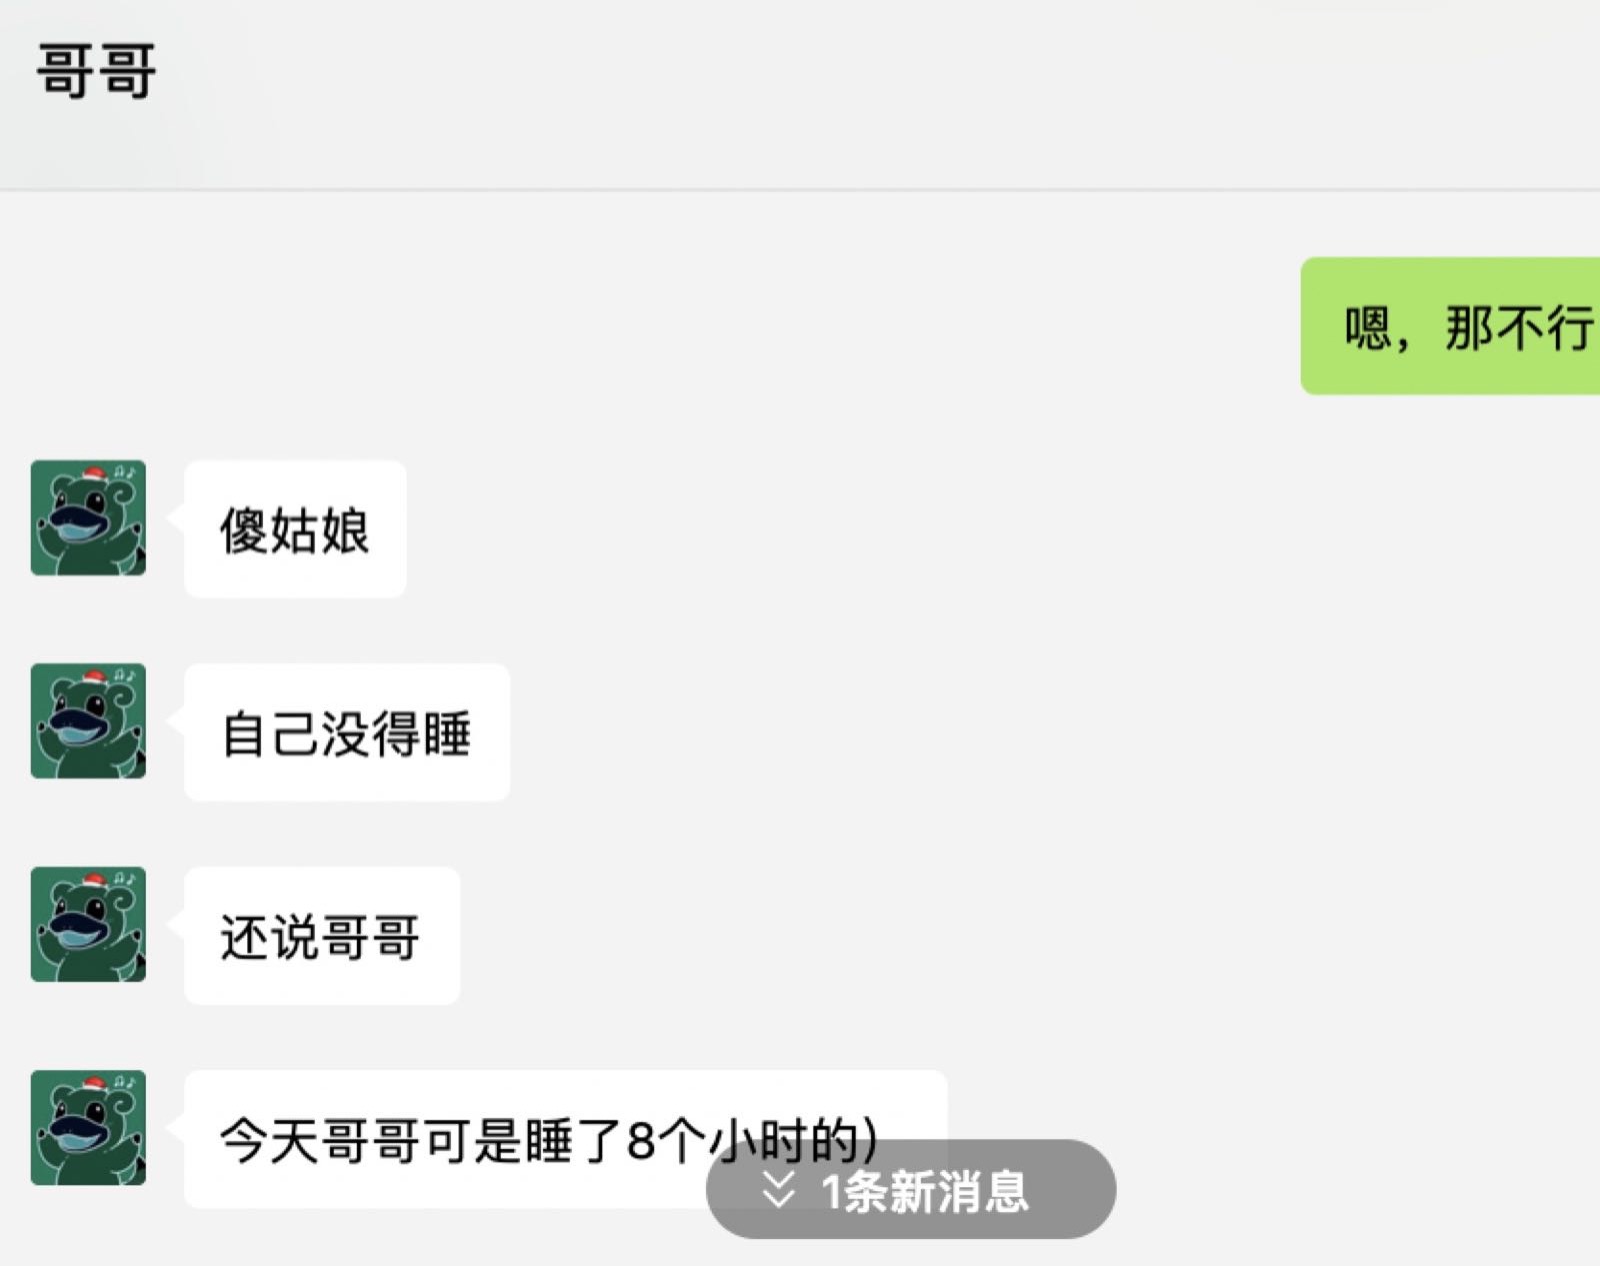 哥哥
嗯，那不行
傻姑娘
自己没得睡
还说哥哥
今天哥哥可是睡了8个小时的）
1条新消息